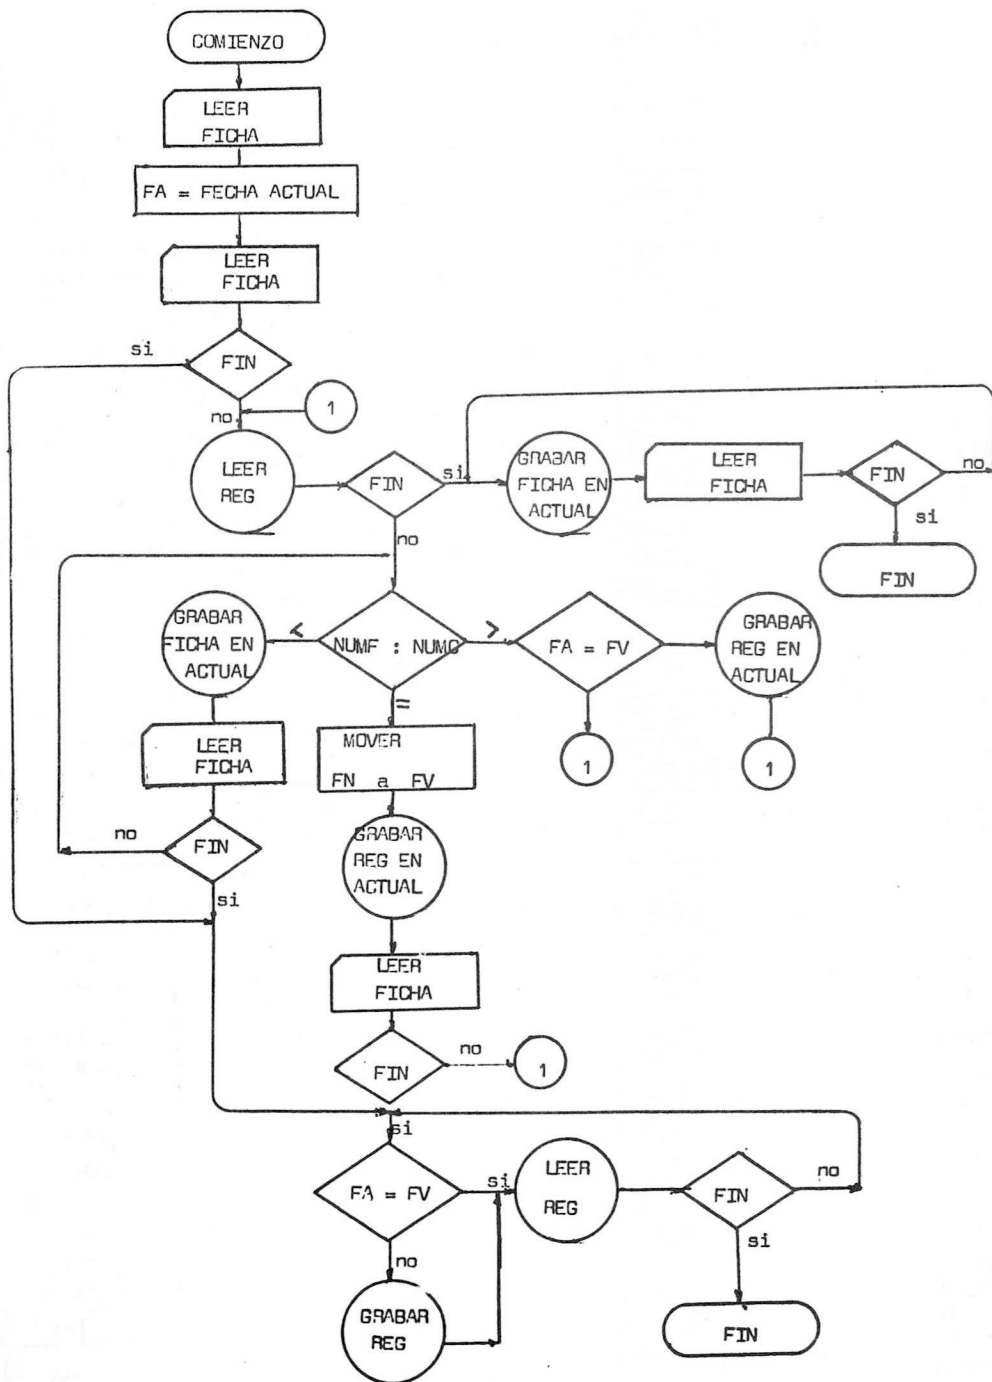 COMIENZO
LEER
FICHA
FA = FECHA ACTUAL
LEER
FICHA
si
FIN
no
1
LEER
REG
FIN
si
GRABAR
FICHA EN
ACTUAL
LEER
FICHA
FIN
no
si
FIN
no
GRABAR
FICHA EN
ACTUAL
<
NUMF : NUMC
>
FA = FV
GRABAR
REG EN
ACTUAL
=
LEER
FICHA
MOVER
FN a FV
1
1
no
FIN
si
GRABAR
REG EN
ACTUAL
LEER
FICHA
FIN
no
1
si
FA = FV
si
LEER
REG
FIN
no
no
si
GRABAR
REG
FIN